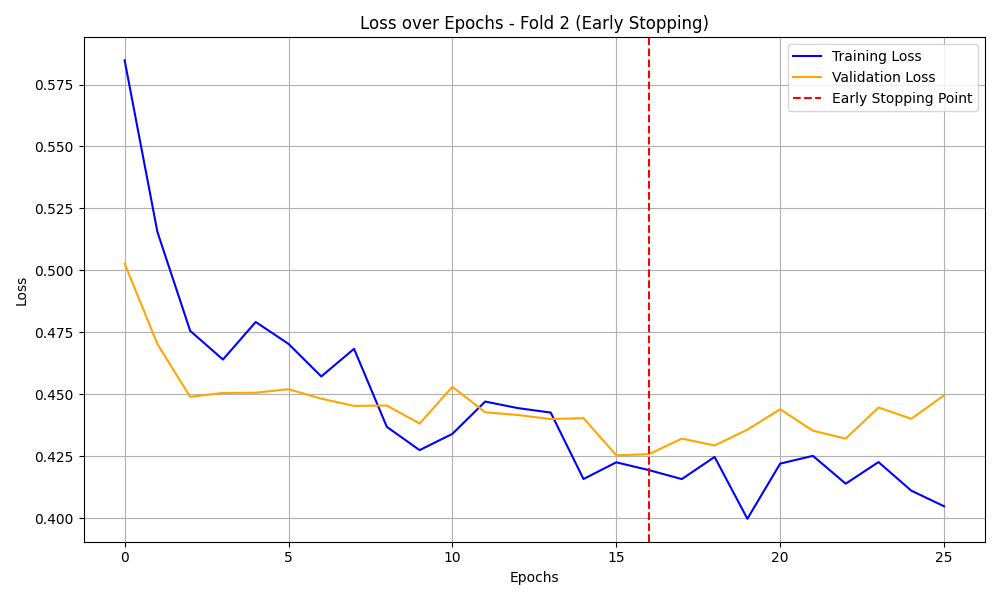 Loss over Epochs - Fold 2 (Early Stopping)
Training Loss
Validation Loss
Early Stopping Point
Loss
0.575
0.550
0.525
0.500
0.475
0.450
0.425
0.400
0
5
10
15
20
25
Epochs